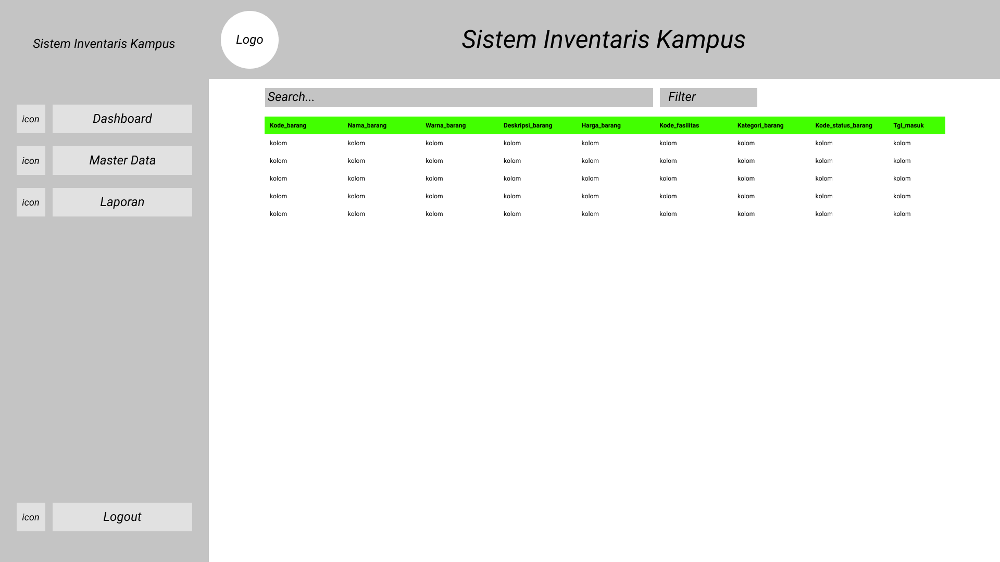 Sistem Inventaris Kampus
icon Dashboard
icon Master Data
icon Laporan
icon Logout
Logo
Sistem Inventaris Kampus
Search... Filter
Kode_barang Nama_barang Warna_barang Deskripsi_barang Harga_barang Kode_fasilitas Kategori_barang Kode_status_barang Tgl_masuk
kolom kolom kolom kolom kolom kolom kolom kolom kolom
kolom kolom kolom kolom kolom kolom kolom kolom kolom
kolom kolom kolom kolom kolom kolom kolom kolom kolom
kolom kolom kolom kolom kolom kolom kolom kolom kolom
kolom kolom kolom kolom kolom kolom kolom kolom kolom